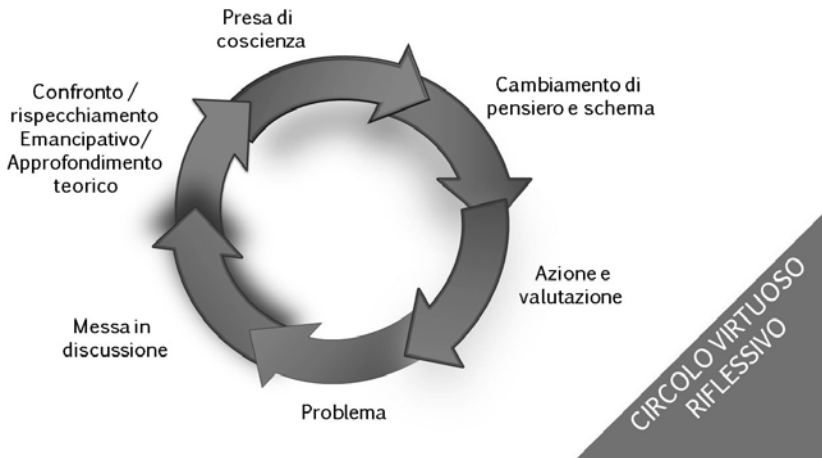 Presa di
coscienza
Cambiamento di
pensiero e schema
Azione e
valutazione
Problema
Messa in
discussione
Confronto /
rispecchiamento
Emancipativo/
Approfondimento
teorico
CIRCOLO VIRTUOSO
RIFLESSIVO